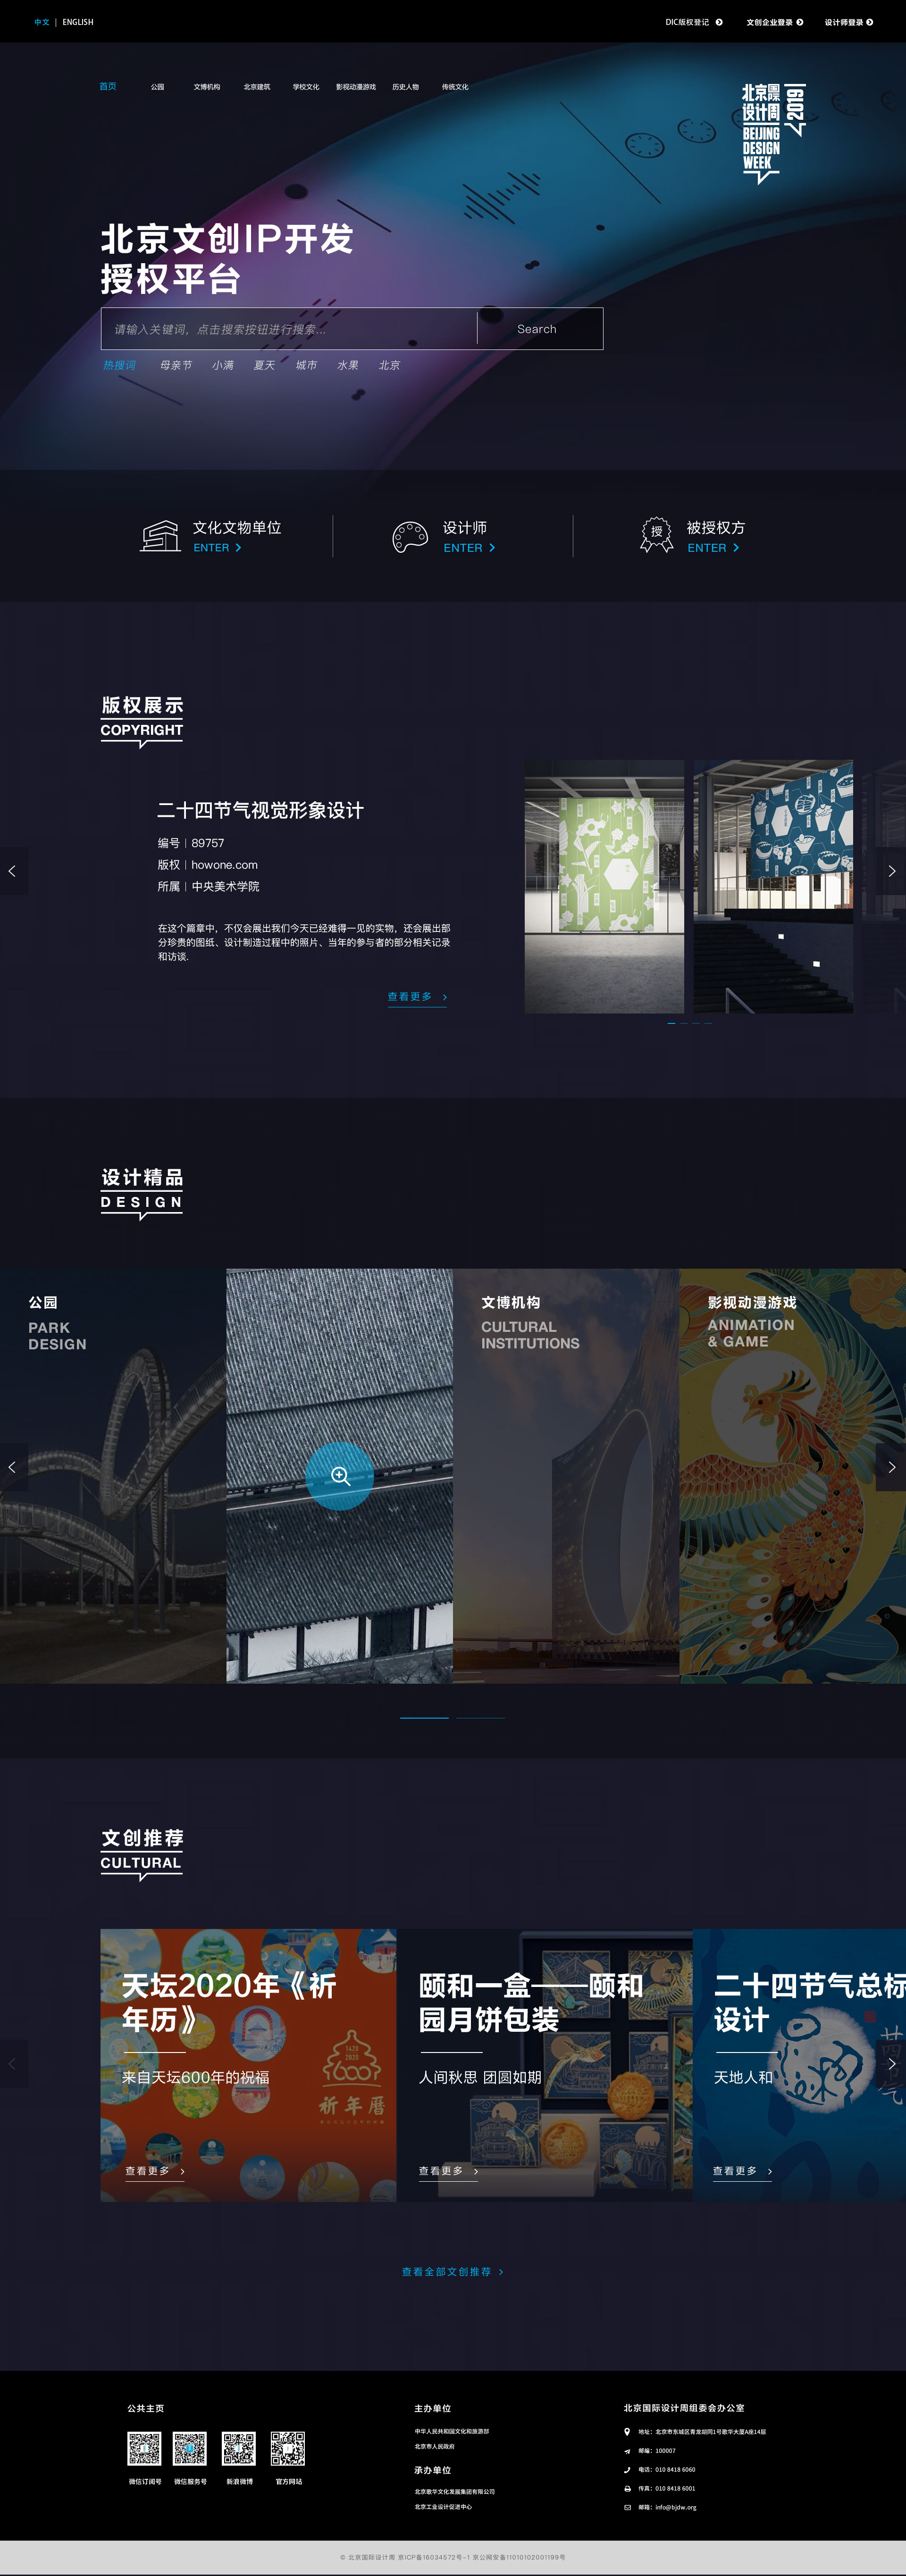 中文 | ENGLISH
DIC版权登记 文创企业登录 设计师登录
首页 公园 文博机构 北京建筑 学校文化 影视动漫游戏 历史人物 传统文化
北京国际
设计周
BEIJING
DESIGN
WEEK
2019
北京文创IP开发
授权平台
请输入关键词，点击搜索按钮进行搜索... Search
热搜词 母亲节 小满 夏天 城市 水果 北京
文化文物单位
ENTER
设计师
ENTER
授
被授权方
ENTER
版权展示
COPYRIGHT
二十四节气视觉形象设计
编号 | 89757
版权 | howone.com
所属 | 中央美术学院
在这个篇章中，不仅会展出我们今天已经难得一见的实物，还会展出部
分珍贵的图纸、设计制造过程中的照片、当年的参与者的部分相关记录
和访谈.
查看更多
设计精品
DESIGN
公园
PARK
DESIGN
文博机构
CULTURAL
INSTITUTIONS
影视动漫游戏
ANIMATION
& GAME
文创推荐
CULTURAL
天坛2020年《祈
年历》
来自天坛600年的祝福
1420
2020
祈年曆
查看更多
颐和一盒——颐和
园月饼包装
人间秋思 团圆如期
查看更多
二十四节气总标
设计
天地人和
廿四节气
查看更多
查看全部文创推荐
公共主页
微信订阅号 微信服务号 新浪微博 官方网站
主办单位
中华人民共和国文化和旅游部
北京市人民政府
承办单位
北京歌华文化发展集团有限公司
北京工业设计促进中心
北京国际设计周组委会办公室
地址：北京市东城区青龙胡同1号歌华大厦A座14层
邮编：100007
电话：010 8418 6060
传真：010 8418 6001
邮箱：info@bjdw.org
© 北京国际设计周 京ICP备16034572号-1 京公网安备11010102001199号